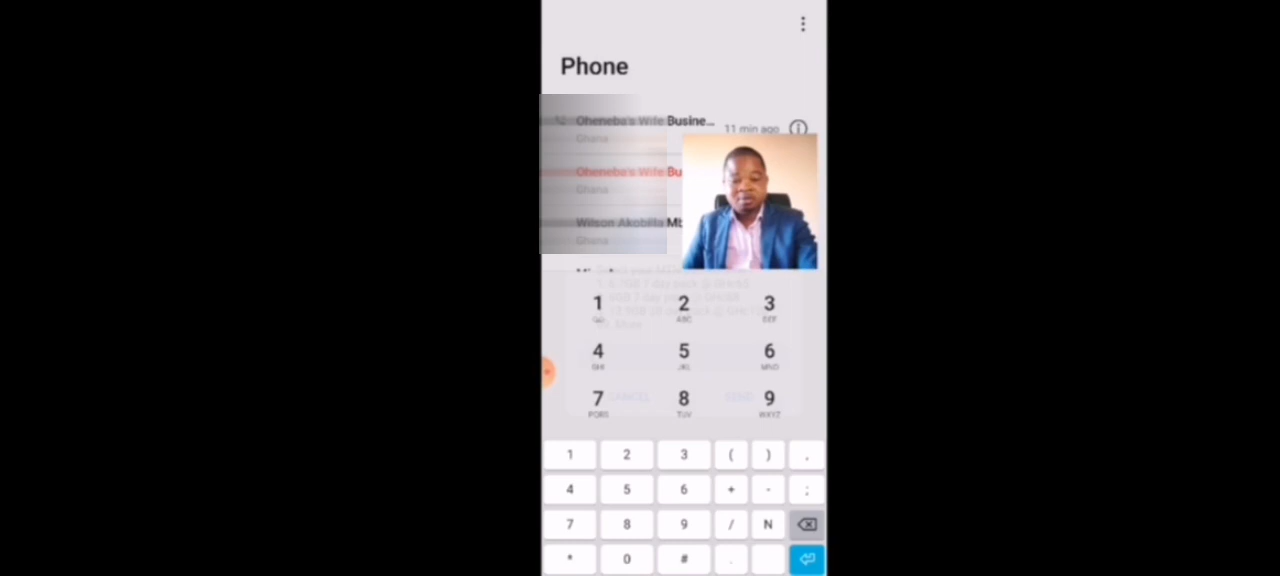 Phone
Oheneba's Wife Busine...
11 min ago
Ghana
Oheneba's Wife Bu
Ghana
Wilson Akobilla
Ghana
1 2 3
ABC DEF
4 5 6
GHI JKL MNO
7 8 9
PQRS TUV WXYZ
CANCEL SEND
1 2 3 ( ) ,
4 5 6 + - ;
7 8 9 / N
* 0 # .